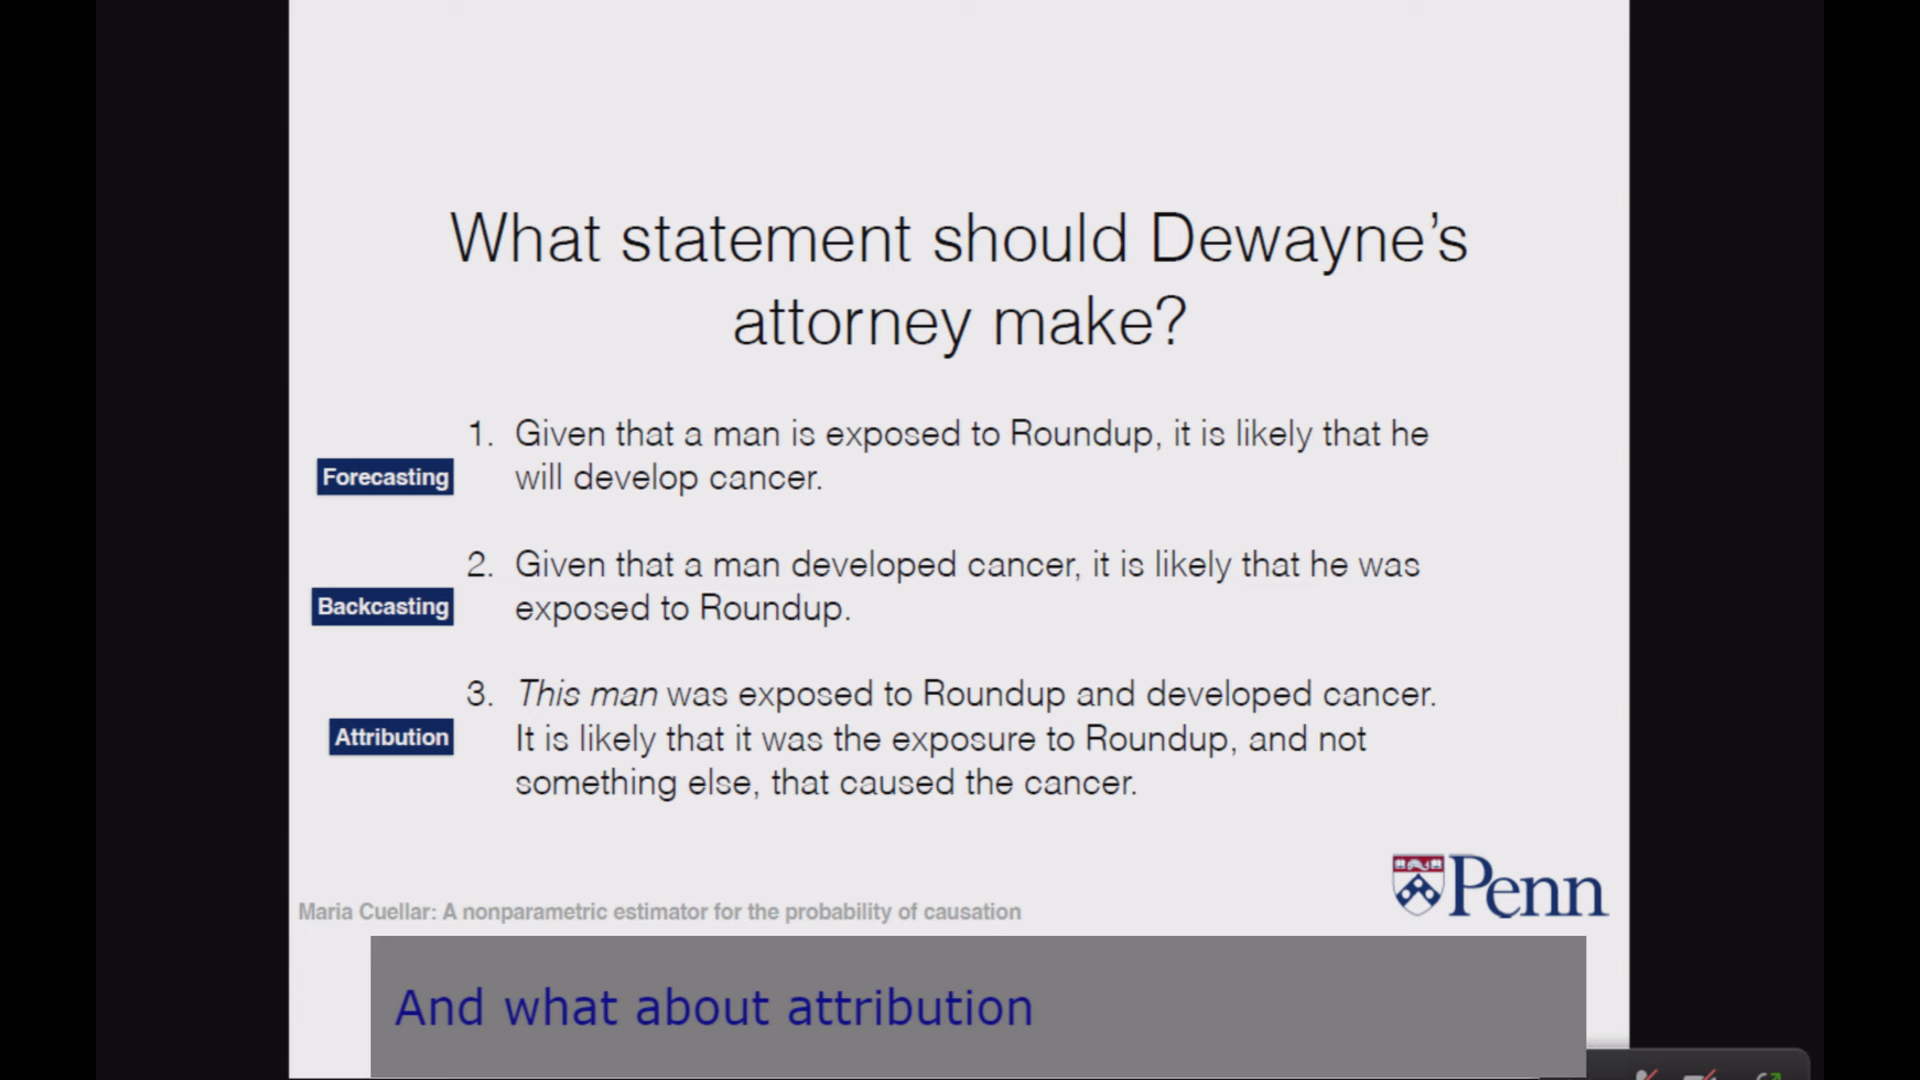 What statement should Dewayne's
attorney make?
1. Given that a man is exposed to Roundup, it is likely that he
will develop cancer.
Forecasting
2. Given that a man developed cancer, it is likely that he was
exposed to Roundup.
Backcasting
3. This man was exposed to Roundup and developed cancer.
It is likely that it was the exposure to Roundup, and not
something else, that caused the cancer.
Attribution
Penn
Maria Cuellar: A nonparametric estimator for the probability of causation
And what about attribution